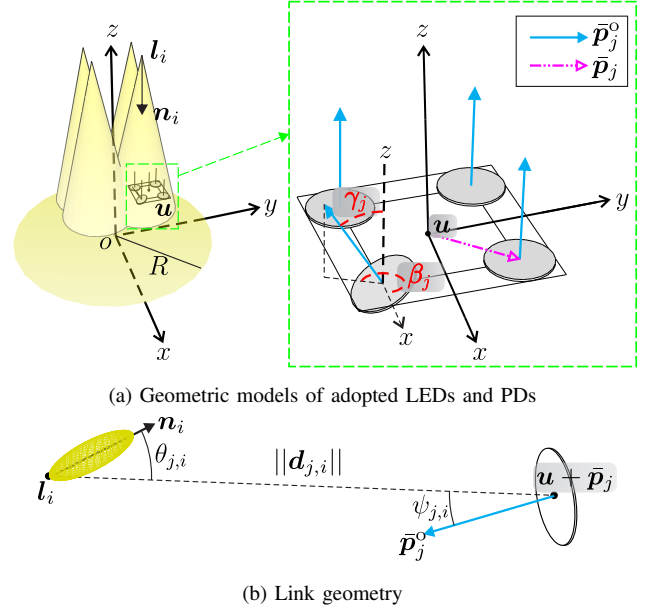 z
l_i
n_i
u
y
o
R
x
p̄_j^o
p̄_j
z
γ_j
u
y
β_j
x
x
(a) Geometric models of adopted LEDs and PDs
n_i
θ_{j,i}
||d_{j,i}||
l_i
u + p̄_j
ψ_{j,i}
p̄_j^o
(b) Link geometry